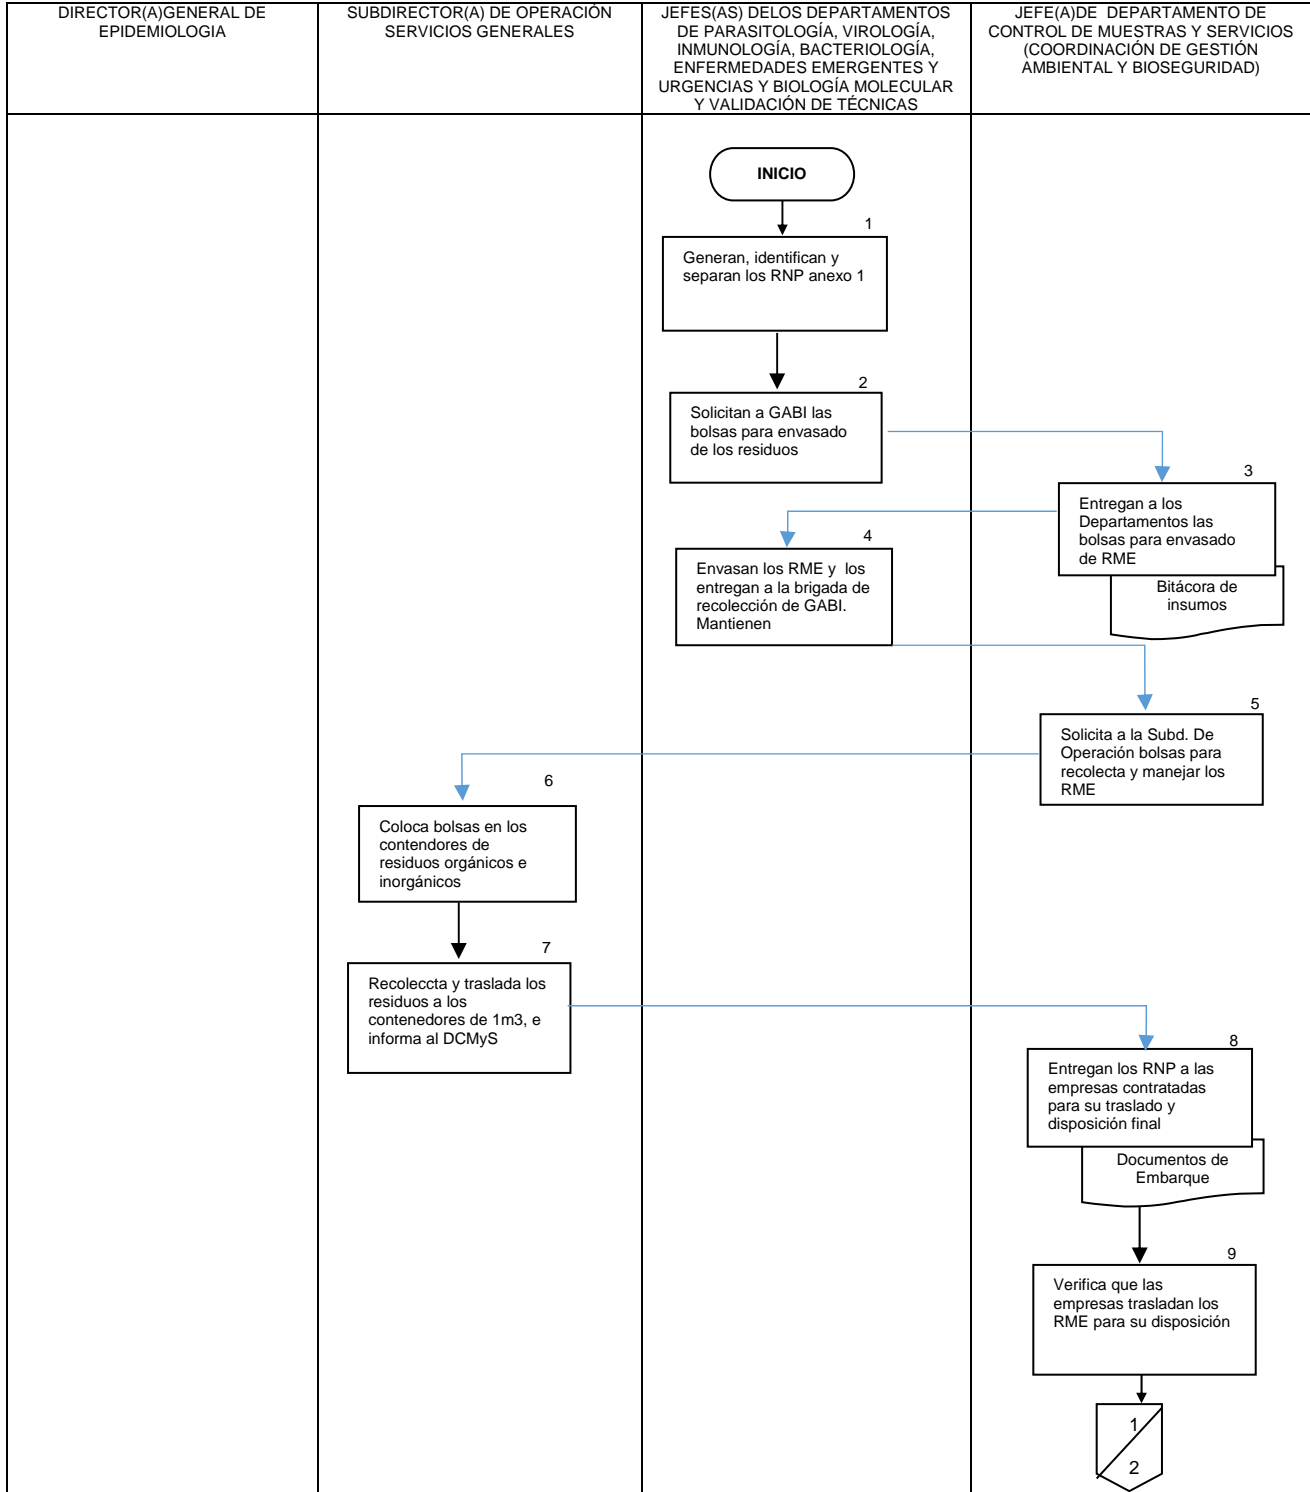 DIRECTOR(A)GENERAL DE
EPIDEMIOLOGIA
SUBDIRECTOR(A) DE OPERACIÓN
SERVICIOS GENERALES
JEFES(AS) DELOS DEPARTAMENTOS
DE PARASITOLOGÍA, VIROLOGÍA,
INMUNOLOGÍA, BACTERIOLOGÍA,
ENFERMEDADES EMERGENTES Y
URGENCIAS Y BIOLOGÍA MOLECULAR
Y VALIDACIÓN DE TÉCNICAS
JEFE(A)DE DEPARTAMENTO DE
CONTROL DE MUESTRAS Y SERVICIOS
(COORDINACIÓN DE GESTIÓN
AMBIENTAL Y BIOSEGURIDAD)
INICIO
1
Generan, identifican y
separan los RNP anexo 1
2
Solicitan a GABI las
bolsas para envasado
de los residuos
3
Entregan a los
Departamentos las
bolsas para envasado
de RME
Bitácora de
insumos
4
Envasan los RME y los
entregan a la brigada de
recolección de GABI.
Mantienen
5
Solicita a la Subd. De
Operación bolsas para
recolecta y manejar los
RME
6
Coloca bolsas en los
contendores de
residuos orgánicos e
inorgánicos
7
Recoleccta y traslada los
residuos a los
contenedores de 1m3, e
informa al DCMyS
8
Entregan los RNP a las
empresas contratadas
para su traslado y
disposición final
Documentos de
Embarque
9
Verifica que las
empresas trasladan los
RME para su disposición
1
2